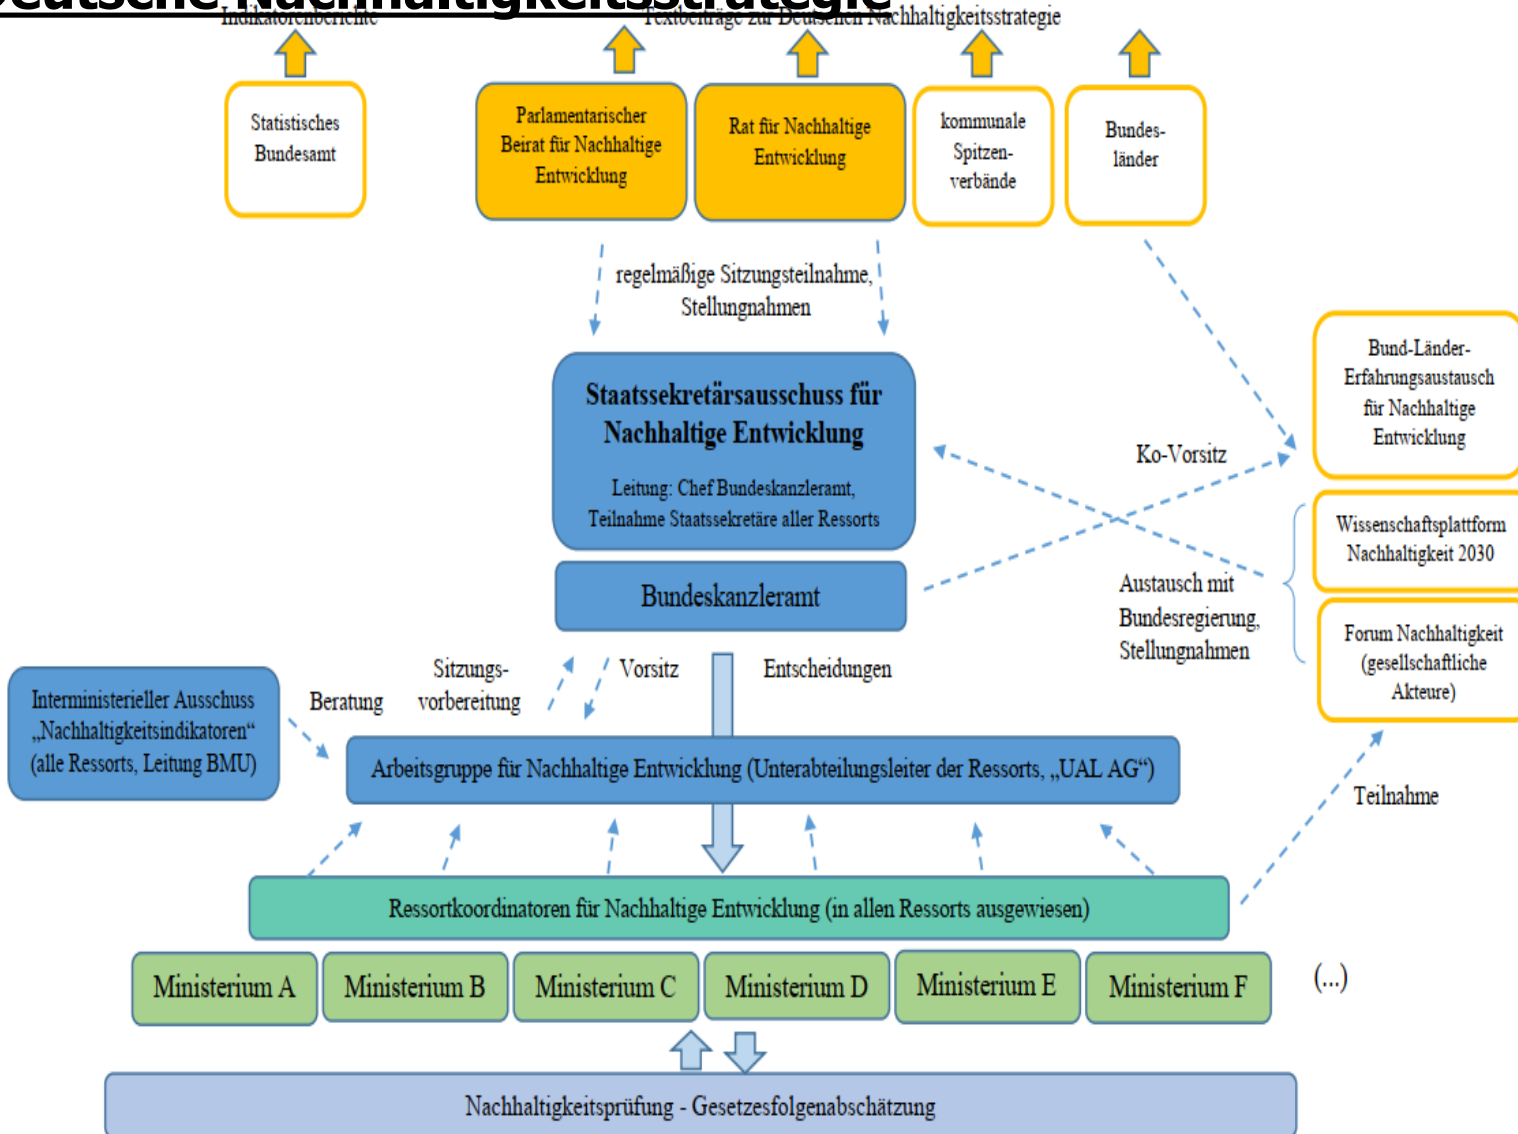 Deutsche Nachhaltigkeitsstrategie
Indikatorenberichte
Textbeiträge zur Deutschen Nachhaltigkeitsstrategie
Statistisches
Bundesamt
Parlamentarischer
Beirat für Nachhaltige
Entwicklung
Rat für Nachhaltige
Entwicklung
kommunale
Spitzen-
verbände
Bundes-
länder
regelmäßige Sitzungsteilnahme,
Stellungnahmen
Staatssekretärsausschuss für
Nachhaltige Entwicklung
Leitung: Chef Bundeskanzleramt,
Teilnahme Staatssekretäre aller Ressorts
Bundeskanzleramt
Bund-Länder-
Erfahrungsaustausch
für Nachhaltige
Entwicklung
Ko-Vorsitz
Wissenschaftsplattform
Nachhaltigkeit 2030
Austausch mit
Bundesregierung,
Stellungnahmen
Forum Nachhaltigkeit
(gesellschaftliche
Akteure)
Interministerieller Ausschuss
„Nachhaltigkeitsindikatoren“
(alle Ressorts, Leitung BMU)
Beratung
Sitzungs-
vorbereitung
Vorsitz
Entscheidungen
Arbeitsgruppe für Nachhaltige Entwicklung (Unterabteilungsleiter der Ressorts, „UAL AG“)
Teilnahme
Ressortkoordinatoren für Nachhaltige Entwicklung (in allen Ressorts ausgewiesen)
Ministerium A
Ministerium B
Ministerium C
Ministerium D
Ministerium E
Ministerium F
(...)
Nachhaltigkeitsprüfung - Gesetzesfolgenabschätzung